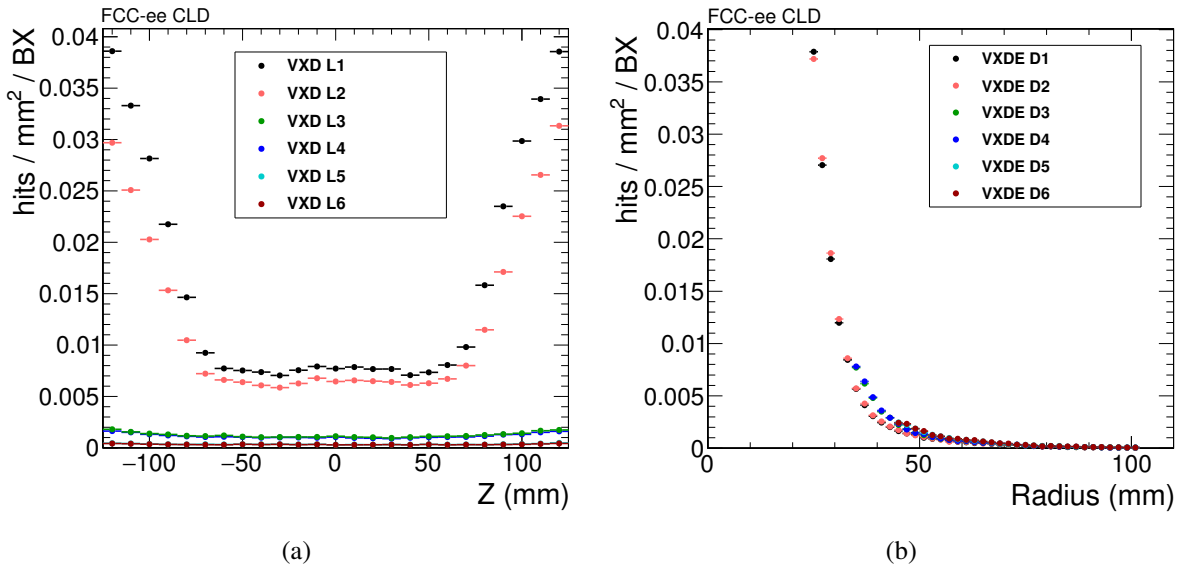 FCC-ee CLD
hits / mm² / BX
0.04
0.035
0.03
0.025
0.02
0.015
0.01
0.005
0
VXD L1
VXD L2
VXD L3
VXD L4
VXD L5
VXD L6
−100 −50 0 50 100
Z (mm)
(a)
FCC-ee CLD
hits / mm² / BX
0.04
0.035
0.03
0.025
0.02
0.015
0.01
0.005
0
VXDE D1
VXDE D2
VXDE D3
VXDE D4
VXDE D5
VXDE D6
0 50 100
Radius (mm)
(b)